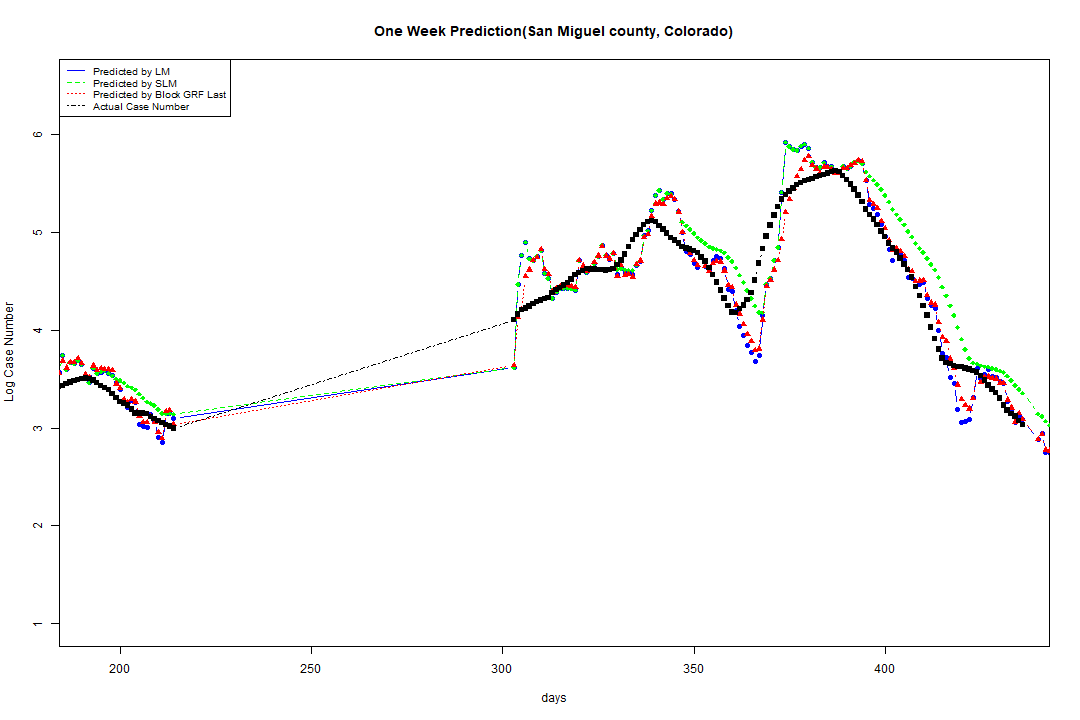 One Week Prediction(San Miguel county, Colorado)
Predicted by LM
Predicted by SLM
Predicted by Block GRF Last
Actual Case Number
6
5
4
3
2
1
Log Case Number
200
250
300
350
400
days